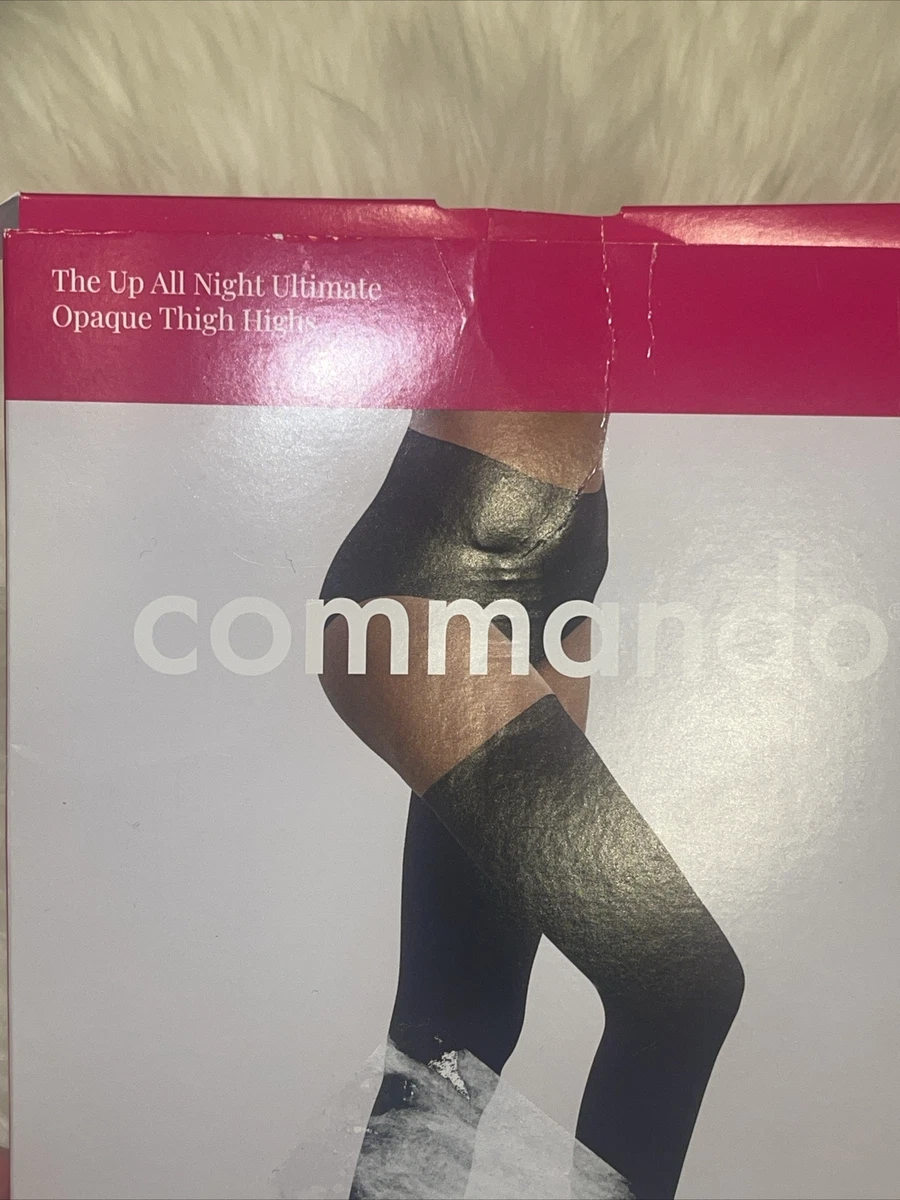 The Up All Night Ultimate
Opaque Thigh Highs
commando